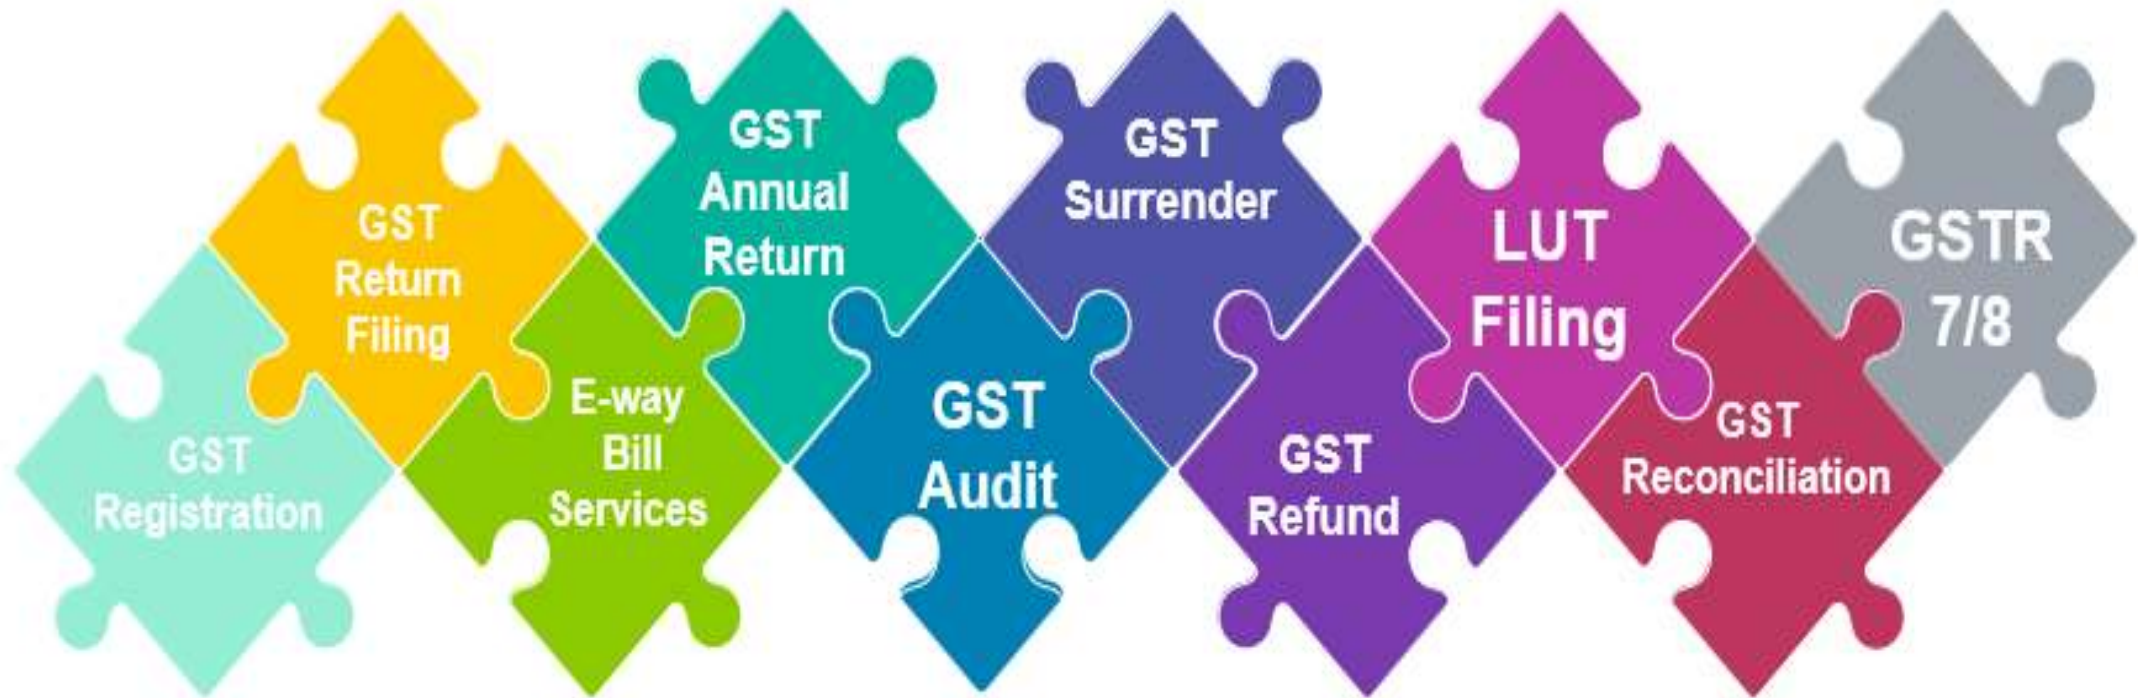 GST
Registration
GST
Return
Filing
E-way
Bill
Services
GST
Annual
Return
GST
Audit
GST
Surrender
GST
Refund
LUT
Filing
GST
Reconciliation
GSTR
7/8